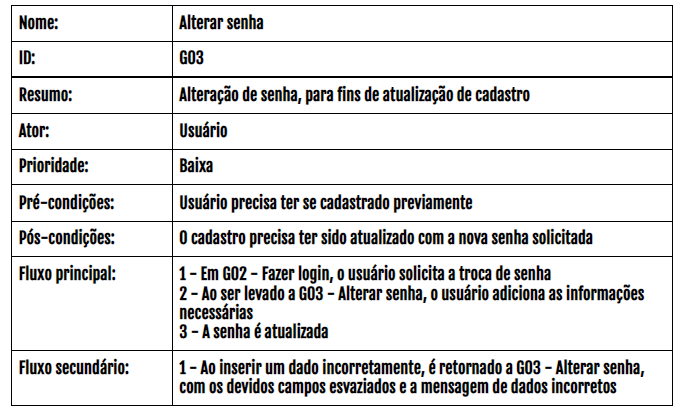 Nome: Alterar senha
ID: G03
Resumo: Alteração de senha, para fins de atualização de cadastro
Ator: Usuário
Prioridade: Baixa
Pré-condições: Usuário precisa ter se cadastrado previamente
Pós-condições: O cadastro precisa ter sido atualizado com a nova senha solicitada
Fluxo principal: 1 - Em G02 - Fazer login, o usuário solicita a troca de senha
2 - Ao ser levado a G03 - Alterar senha, o usuário adiciona as informações
necessárias
3 - A senha é atualizada
Fluxo secundário: 1 - Ao inserir um dado incorretamente, é retornado a G03 - Alterar senha,
com os devidos campos esvaziados e a mensagem de dados incorretos